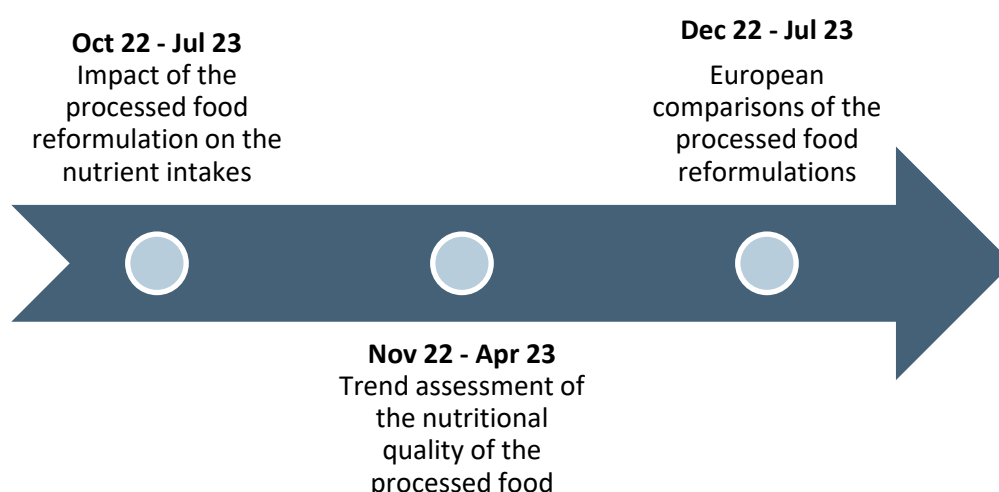 Oct 22 - Jul 23
Impact of the
processed food
reformulation on the
nutrient intakes
Nov 22 - Apr 23
Trend assessment of
the nutritional
quality of the
processed food
Dec 22 - Jul 23
European
comparisons of the
processed food
reformulations